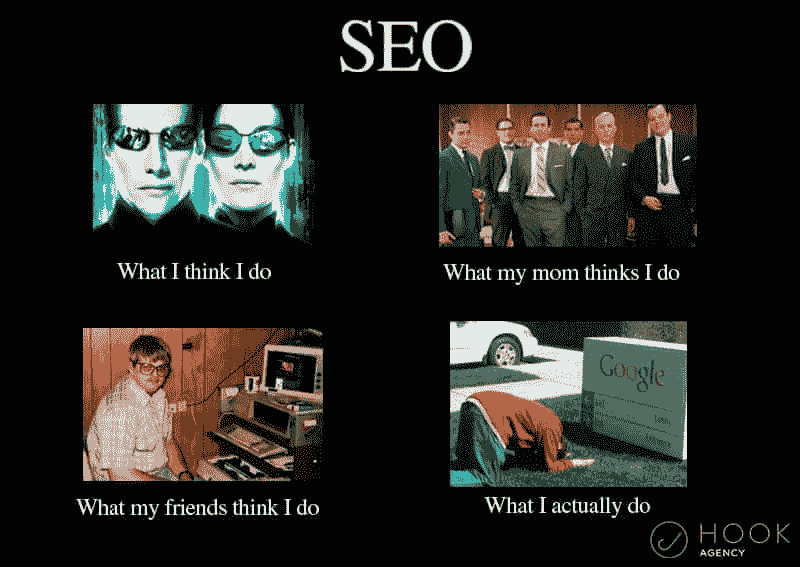 SEO
What I think I do
What my mom thinks I do
What my friends think I do
Google
What I actually do
HOOK
AGENCY